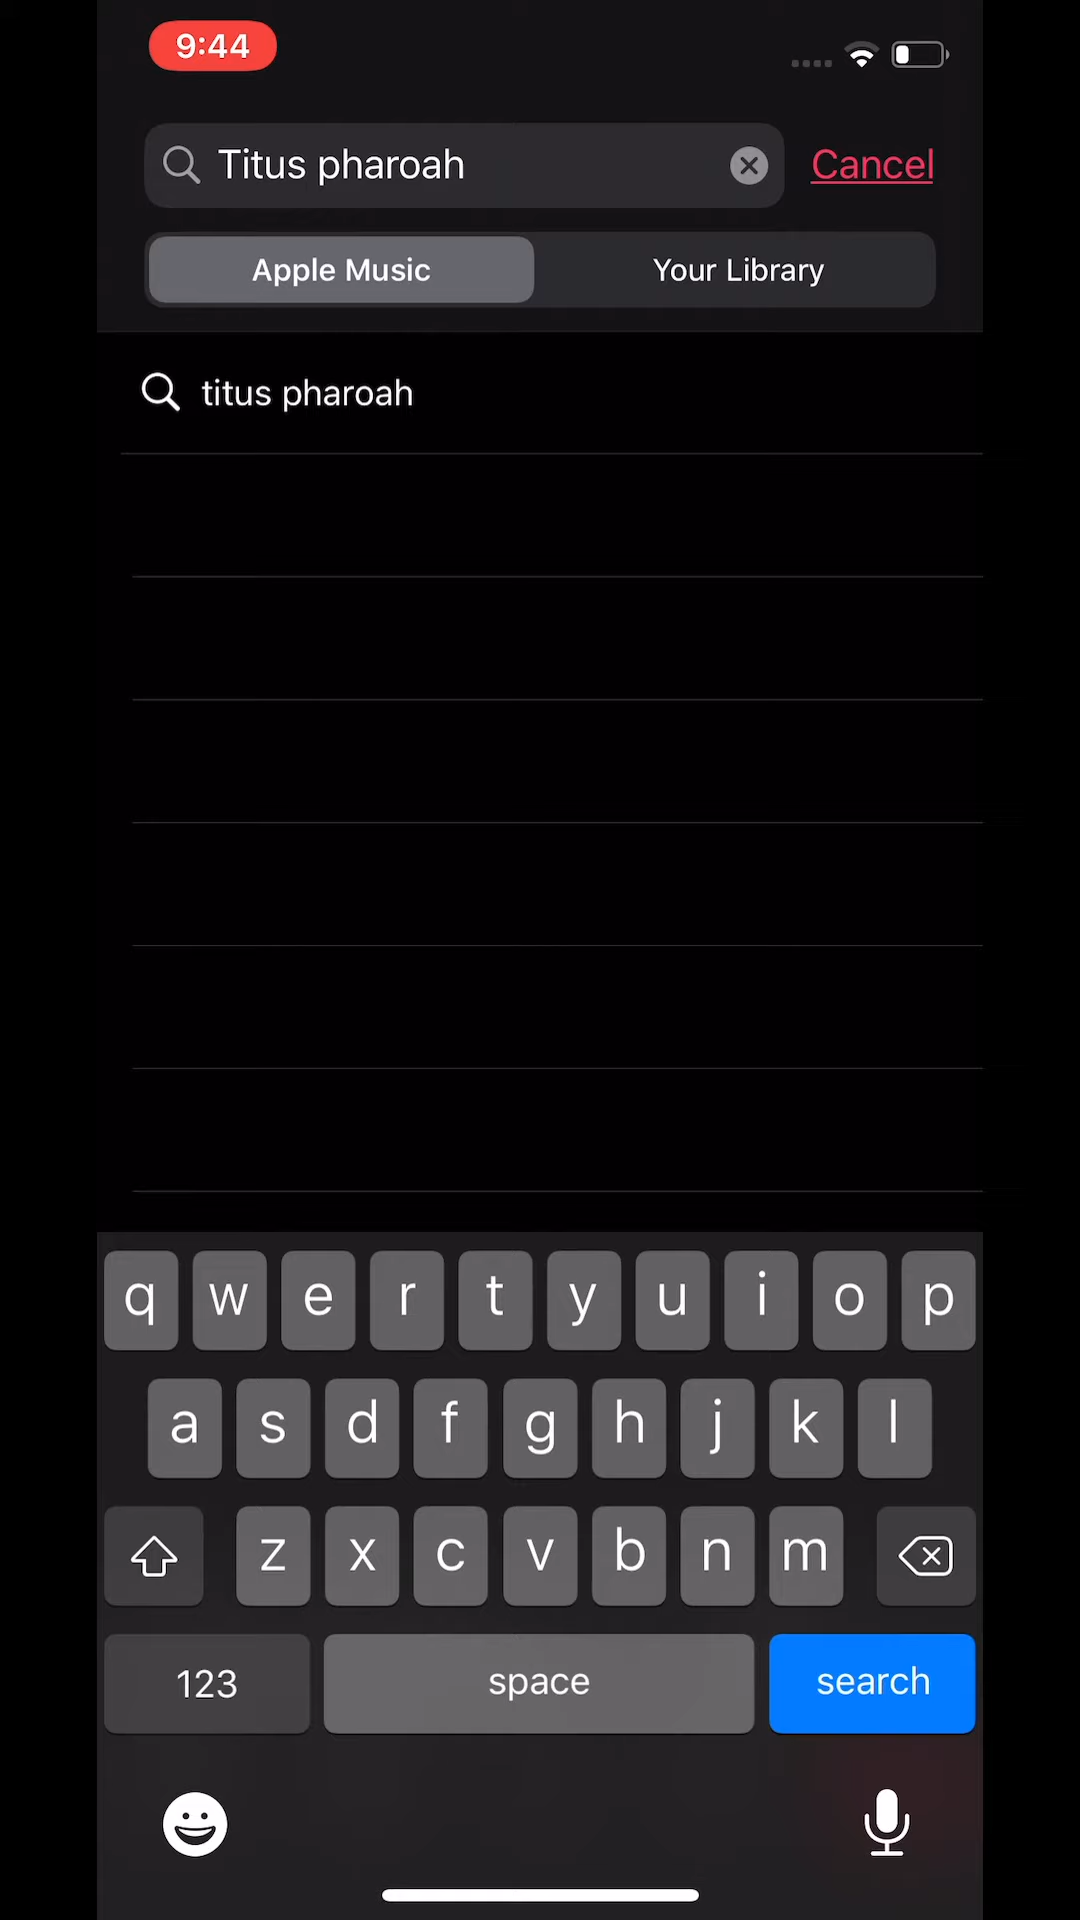 9:44
Titus pharoah
Cancel
Apple Music
Your Library
titus pharoah
q w e r t y u i o p
a s d f g h j k l
z x c v b n m
123 space search